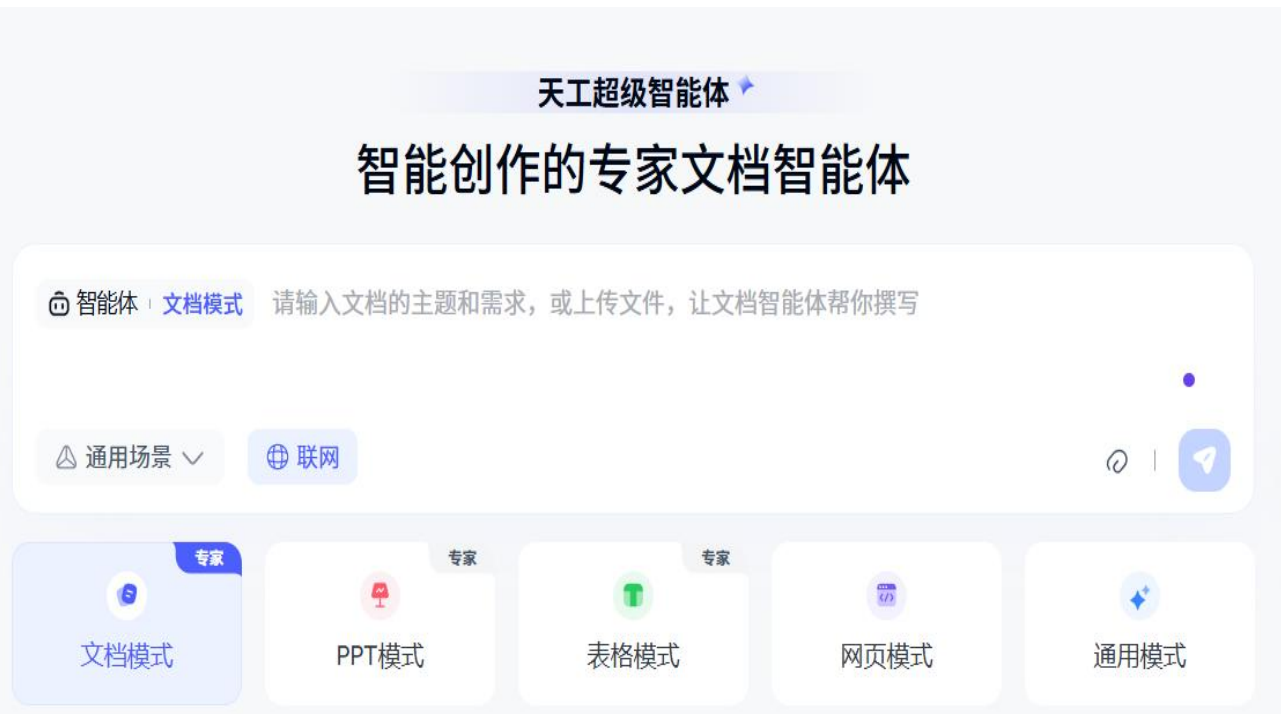 天工超级智能体
智能创作的专家文档智能体
智能体 文档模式 请输入文档的主题和需求，或上传文件，让文档智能体帮你撰写
通用场景 联网
专家 专家 专家
文档模式 PPT模式 表格模式 网页模式 通用模式